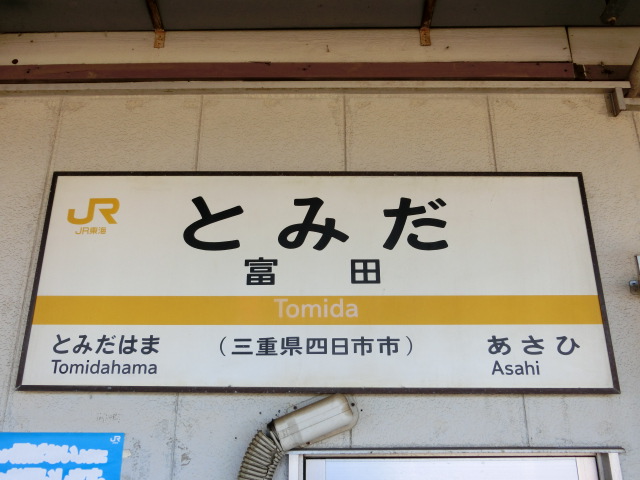 JR
JR東海
とみだ
富田
Tomida
とみだはま
Tomidahama
（三重県四日市市）
あさひ
Asahi
JR